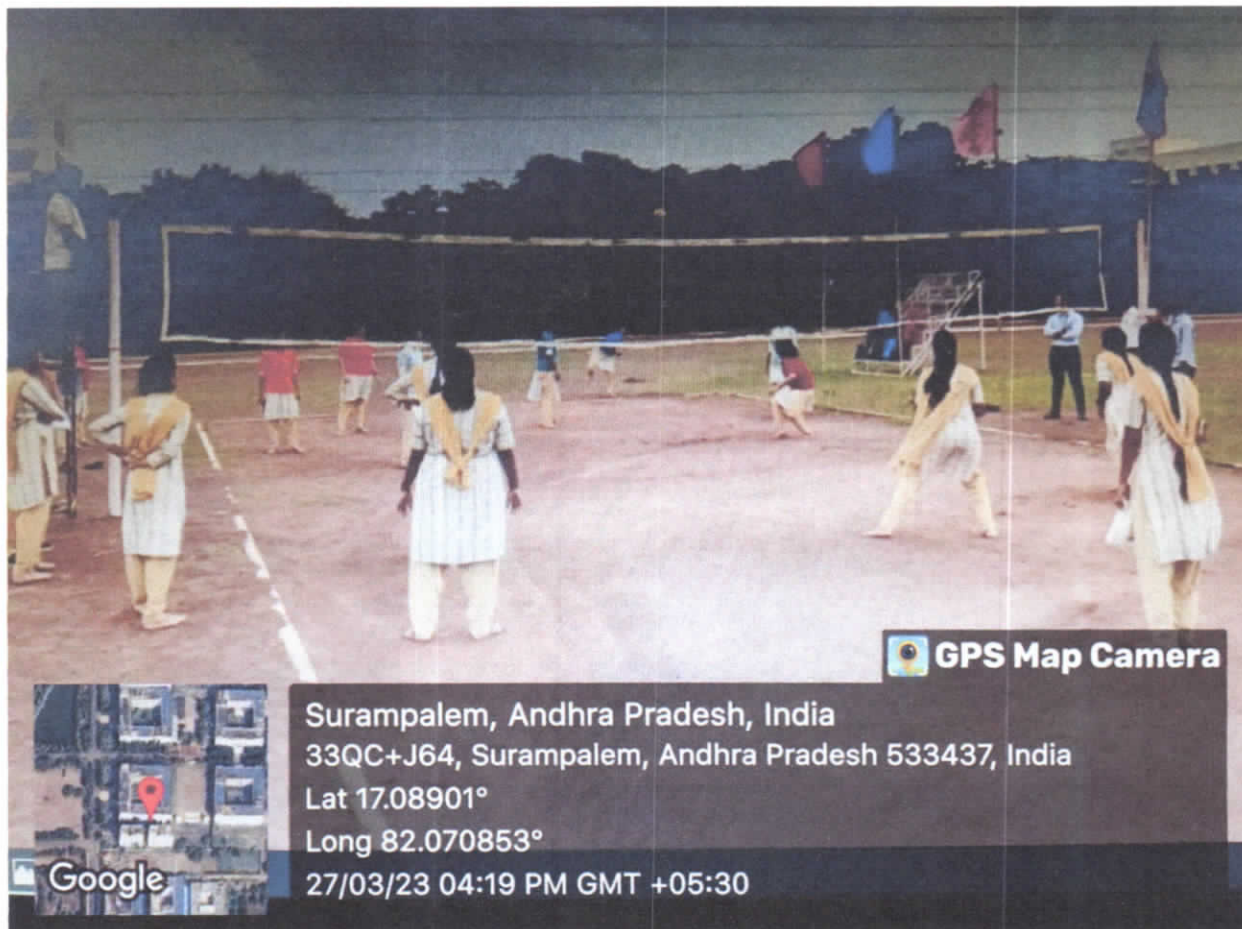 GPS Map Camera
Surampalem, Andhra Pradesh, India
33QC+J64, Surampalem, Andhra Pradesh 533437, India
Lat 17.08901°
Long 82.070853°
27/03/23 04:19 PM GMT +05:30
Google